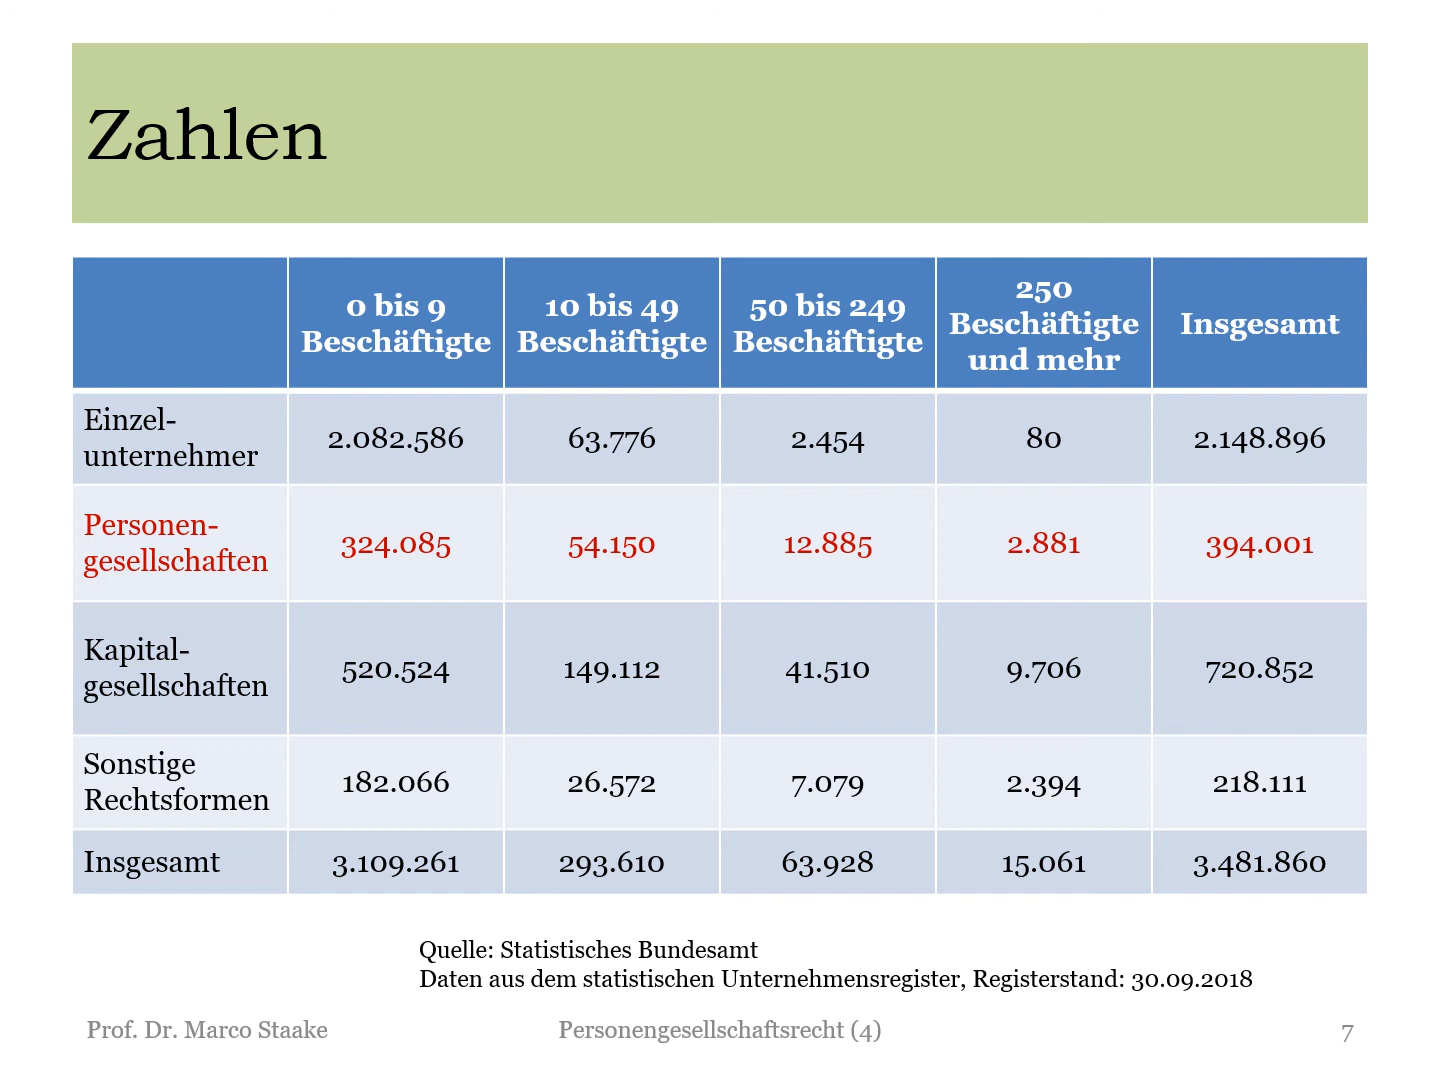 Zahlen
0 bis 9 Beschäftigte
10 bis 49 Beschäftigte
50 bis 249 Beschäftigte
250 Beschäftigte und mehr
Insgesamt
Einzel-
unternehmer 2.082.586 63.776 2.454 80 2.148.896
Personen-
gesellschaften 324.085 54.150 12.885 2.881 394.001
Kapital-
gesellschaften 520.524 149.112 41.510 9.706 720.852
Sonstige
Rechtsformen 182.066 26.572 7.079 2.394 218.111
Insgesamt 3.109.261 293.610 63.928 15.061 3.481.860
Quelle: Statistisches Bundesamt
Daten aus dem statistischen Unternehmensregister, Registerstand: 30.09.2018
Prof. Dr. Marco Staake Personengesellschaftsrecht (4) 7